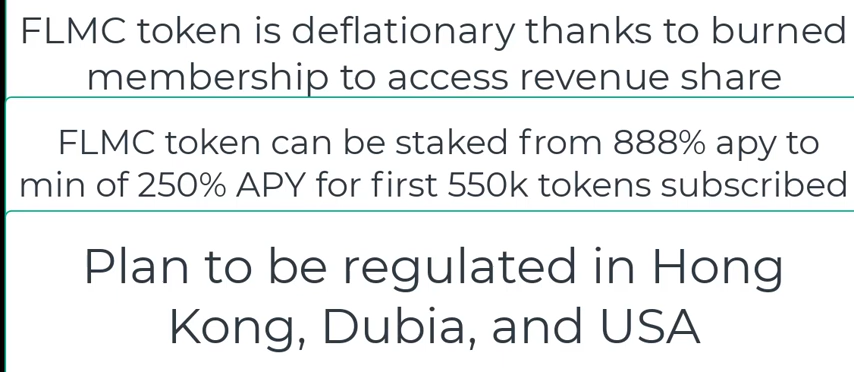 FLMC token is deflationary thanks to burned
membership to access revenue share
FLMC token can be staked from 888% apy to
min of 250% APY for first 550k tokens subscribed
Plan to be regulated in Hong
Kong, Dubia, and USA